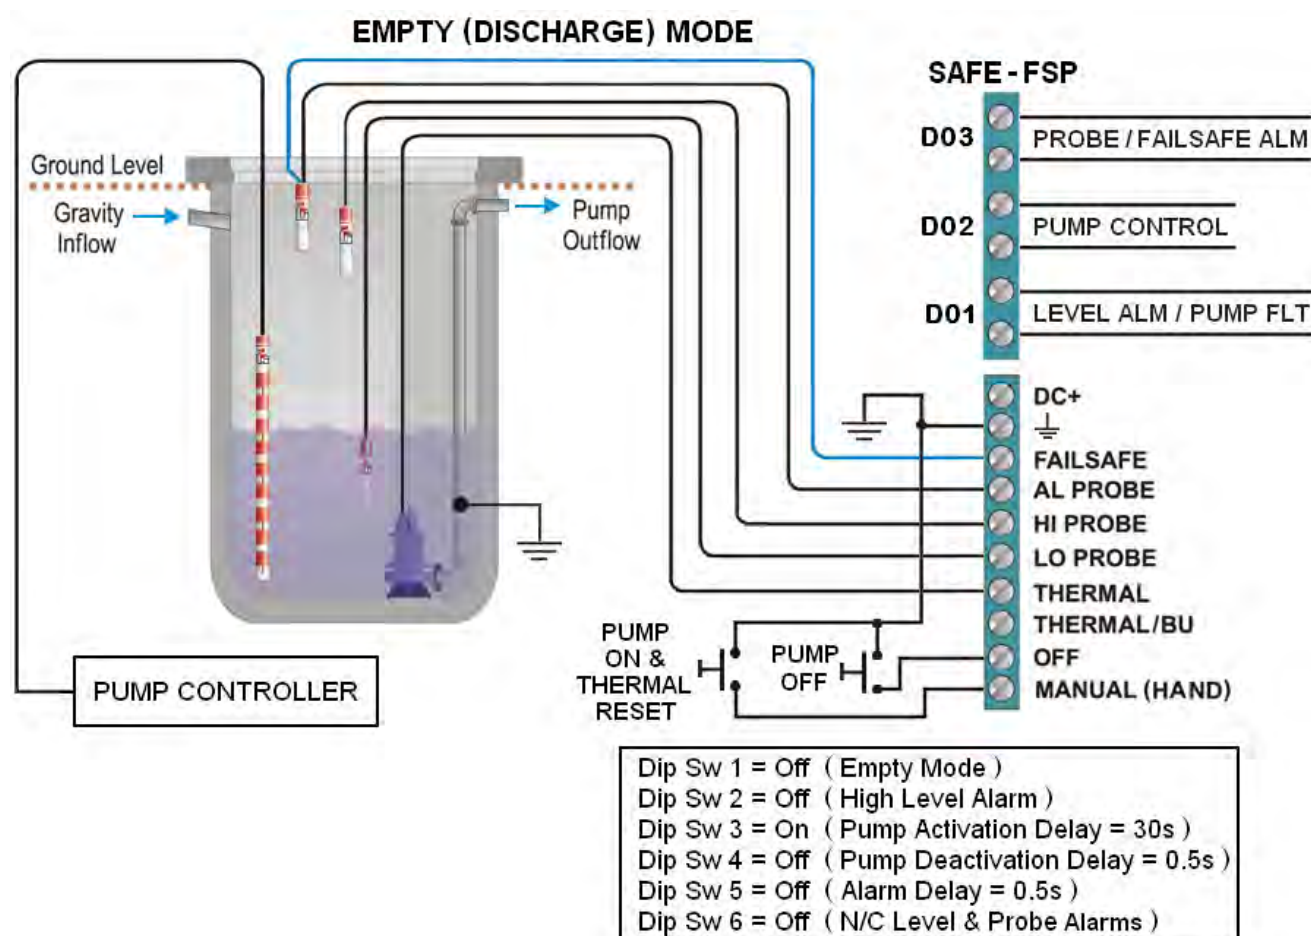 EMPTY (DISCHARGE) MODE
SAFE - FSP
D03
PROBE / FAILSAFE ALM
D02
PUMP CONTROL
D01
LEVEL ALM / PUMP FLT
Ground Level
Gravity
Inflow
Pump
Outflow
DC+
FAILSAFE
AL PROBE
HI PROBE
LO PROBE
THERMAL
THERMAL/BU
OFF
MANUAL (HAND)
PUMP
ON &
THERMAL
RESET
PUMP
OFF
PUMP CONTROLLER
Dip Sw 1 = Off ( Empty Mode )
Dip Sw 2 = Off ( High Level Alarm )
Dip Sw 3 = On ( Pump Activation Delay = 30s )
Dip Sw 4 = Off ( Pump Deactivation Delay = 0.5s )
Dip Sw 5 = Off ( Alarm Delay = 0.5s )
Dip Sw 6 = Off ( N/C Level & Probe Alarms )